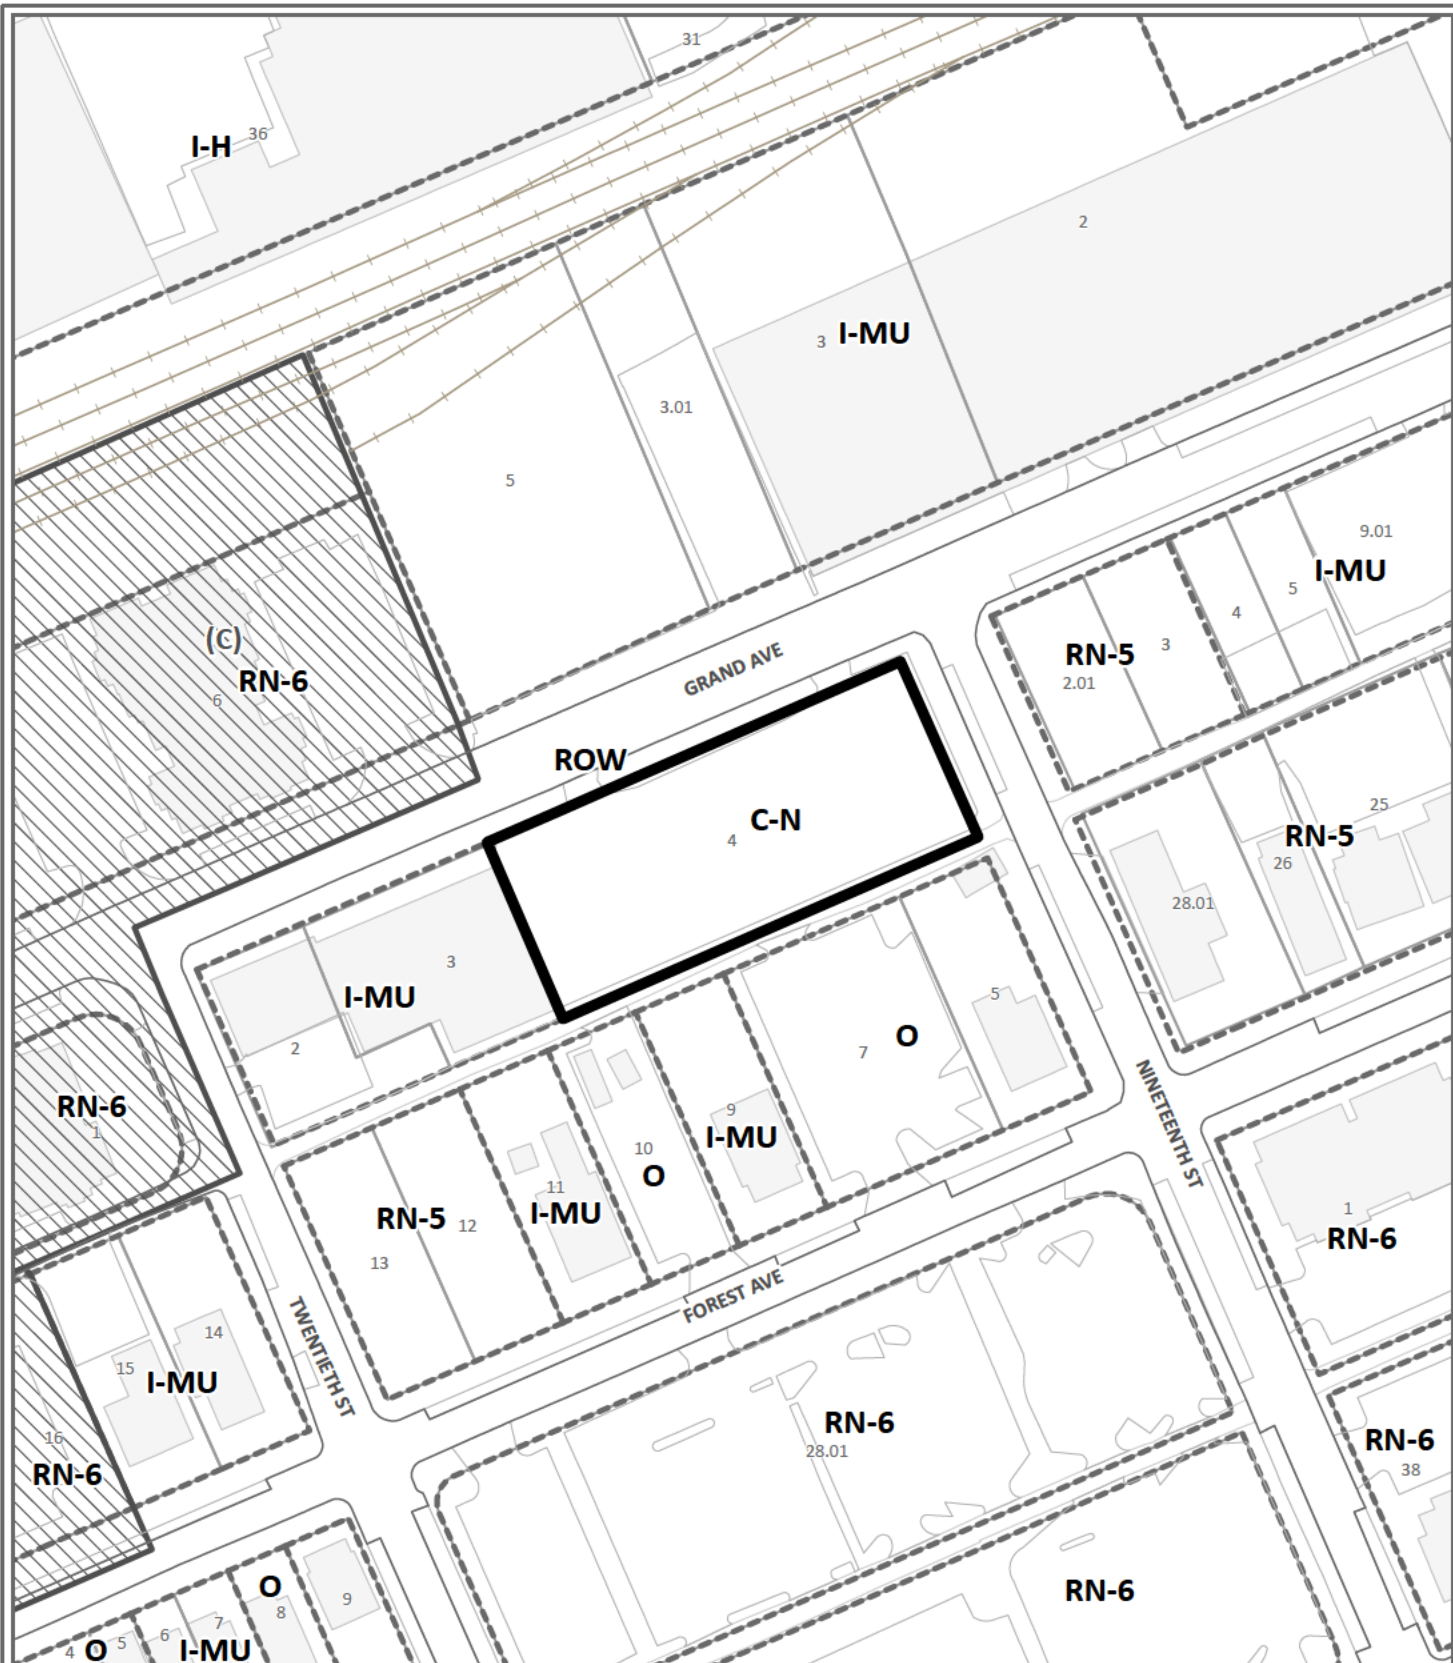 31
I-H
36
2
3
I-MU
3.01
5
9.01
I-MU
5
4
3
RN-5
2.01
(C)
RN-6
6
GRAND AVE
ROW
C-N
4
25
RN-5
26
28.01
3
I-MU
2
5
O
7
RN-6
1
9
I-MU
10
O
11
I-MU
RN-5
12
13
NINETEENTH ST
1
RN-6
FOREST AVE
TWENTIETH ST
14
15
I-MU
16
RN-6
RN-6
28.01
RN-6
38
O
8
9
RN-6
4
O
5
6
7
I-MU